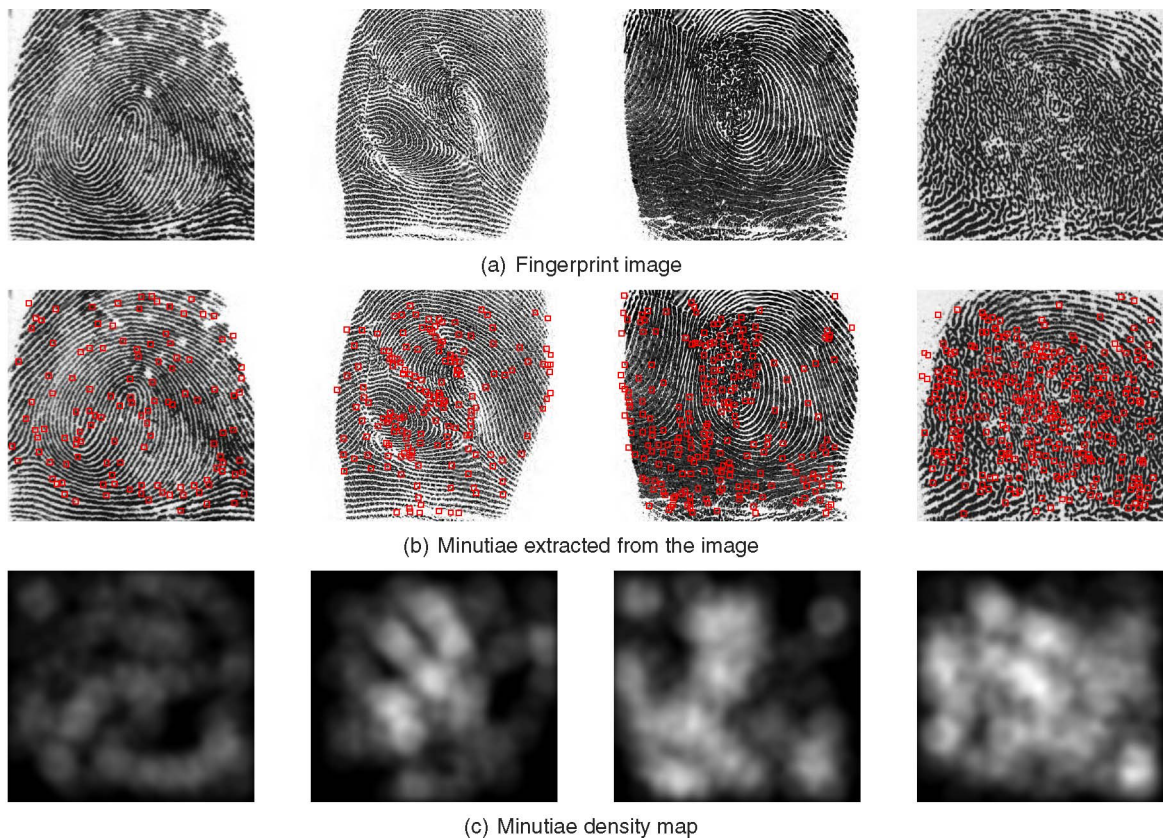 (a) Fingerprint image
(b) Minutiae extracted from the image
(c) Minutiae density map